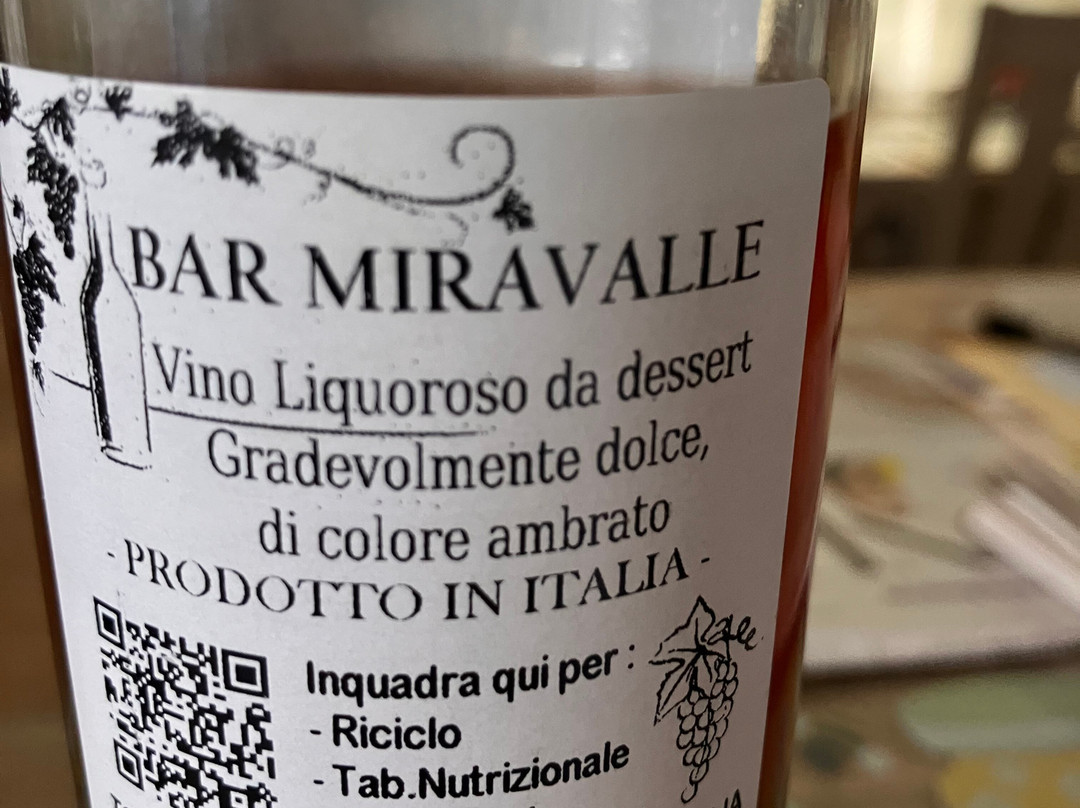 BAR MIRAVALLE
Vino Liquoroso da dessert
Gradevolmente dolce,
di colore ambrato
- PRODOTTO IN ITALIA -
Inquadra qui per :
- Riciclo
- Tab.Nutrizionale